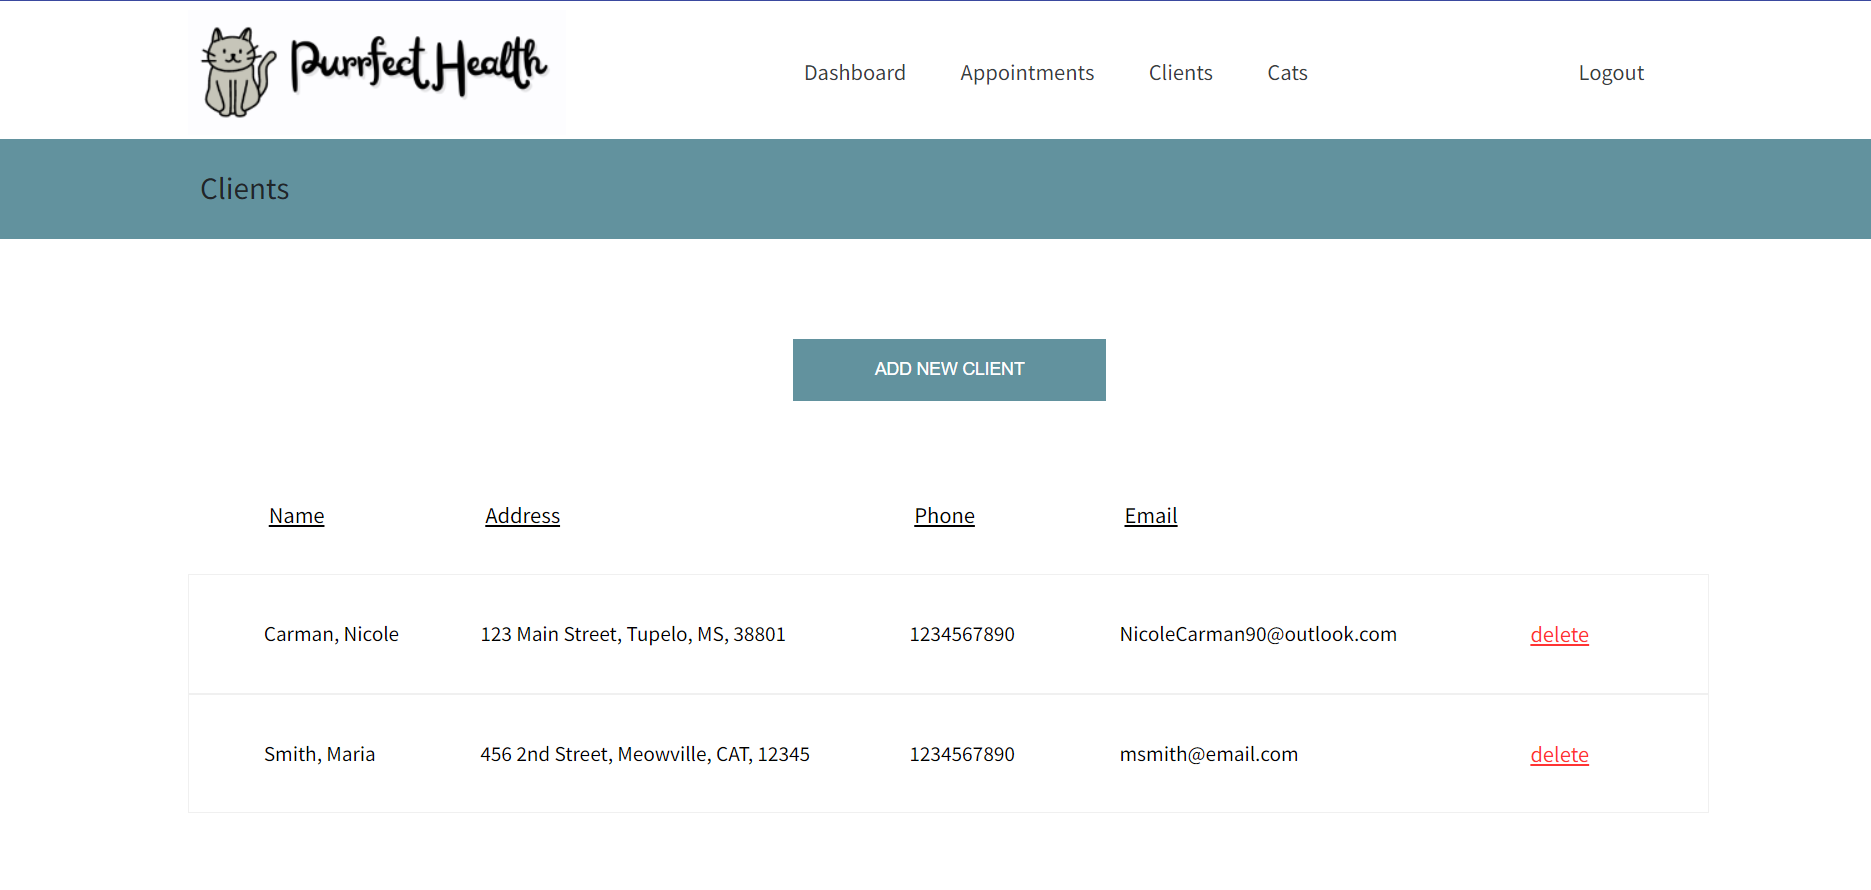 Purrfect Health
Dashboard Appointments Clients Cats Logout
Clients
ADD NEW CLIENT
Name Address Phone Email
Carman, Nicole 123 Main Street, Tupelo, MS, 38801 1234567890 NicoleCarman90@outlook.com delete
Smith, Maria 456 2nd Street, Meowville, CAT, 12345 1234567890 msmith@email.com delete